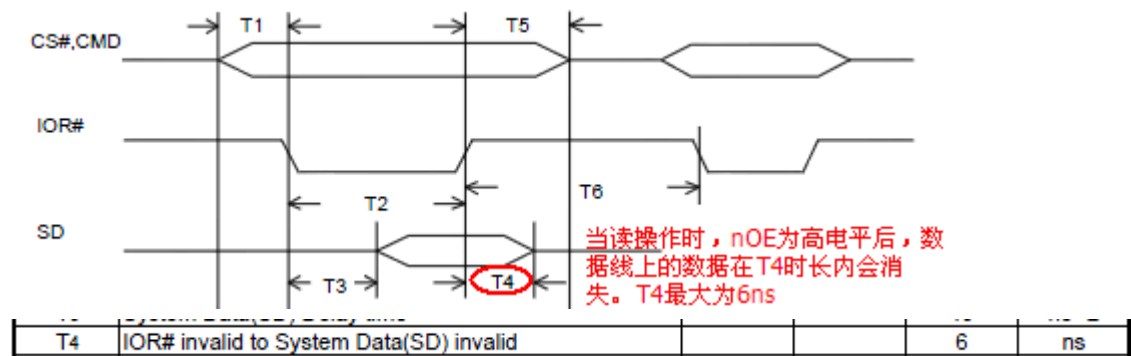 T1
T5
CS#,CMD
IOR#
T6
T2
SD
当读操作时，nOE为高电平后，数
据线上的数据在T4时长内会消
失。T4最大为6ns
T3
T4
T4 IOR# invalid to System Data(SD) invalid 6 ns